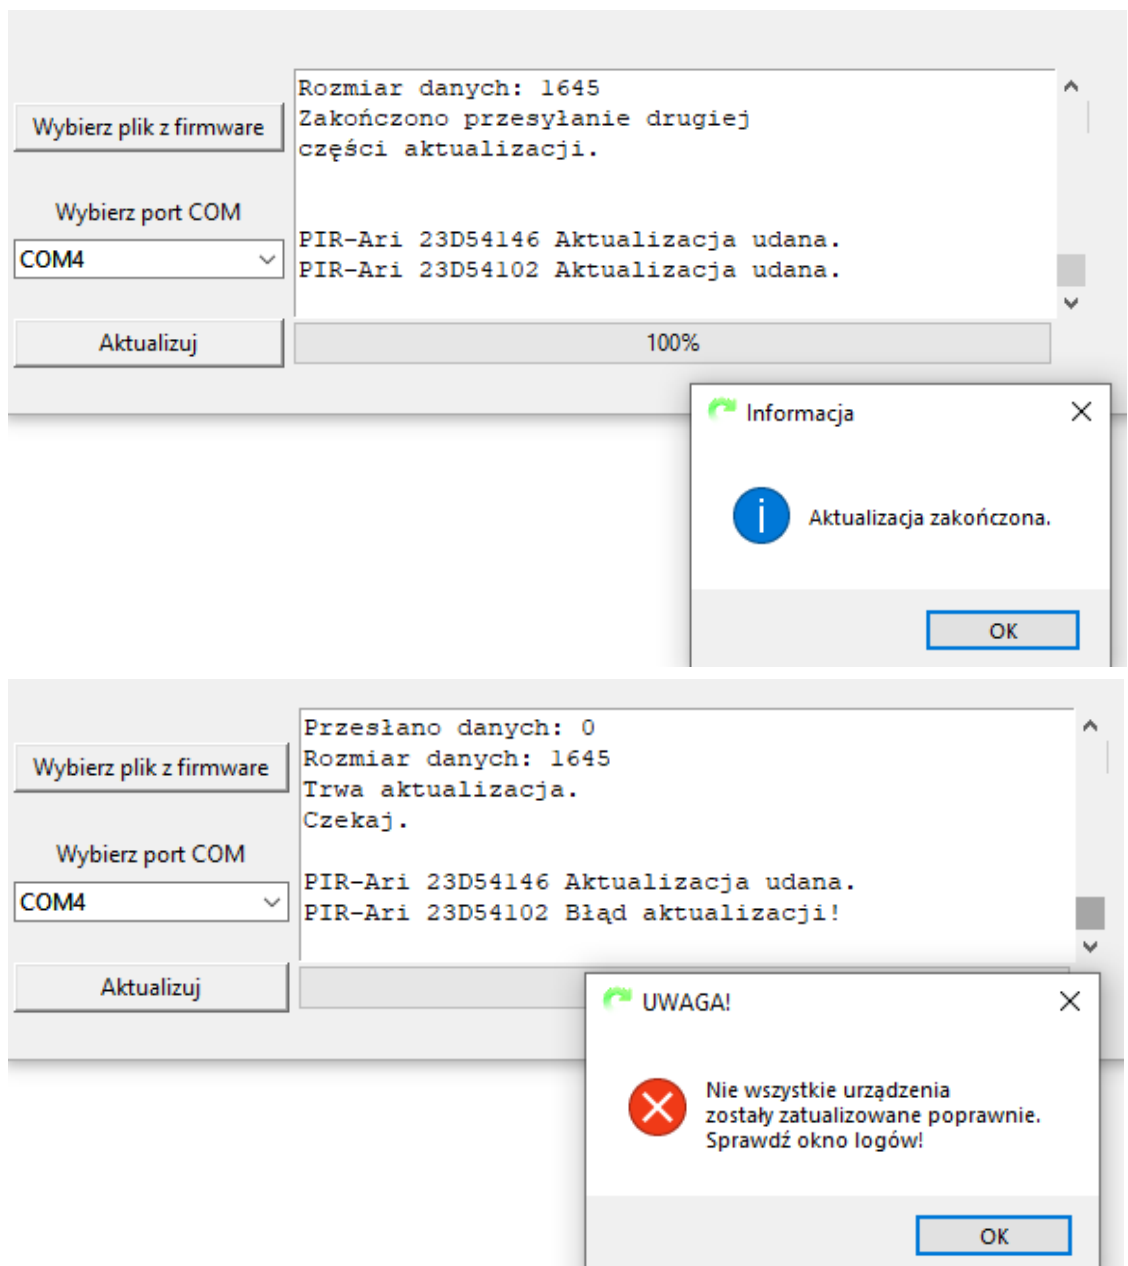 Rozmiar danych: 1645
Zakończono przesyłanie drugiej
części aktualizacji.
Wybierz plik z firmware
Wybierz port COM
COM4
PIR-Ari 23D54146 Aktualizacja udana.
PIR-Ari 23D54102 Aktualizacja udana.
Aktualizuj
100%
Informacja
Aktualizacja zakończona.
OK
Przesłano danych: 0
Rozmiar danych: 1645
Trwa aktualizacja.
Czekaj.
Wybierz plik z firmware
Wybierz port COM
COM4
PIR-Ari 23D54146 Aktualizacja udana.
PIR-Ari 23D54102 Błąd aktualizacji!
Aktualizuj
UWAGA!
Nie wszystkie urządzenia
zostały zatualizowane poprawnie.
Sprawdź okno logów!
OK